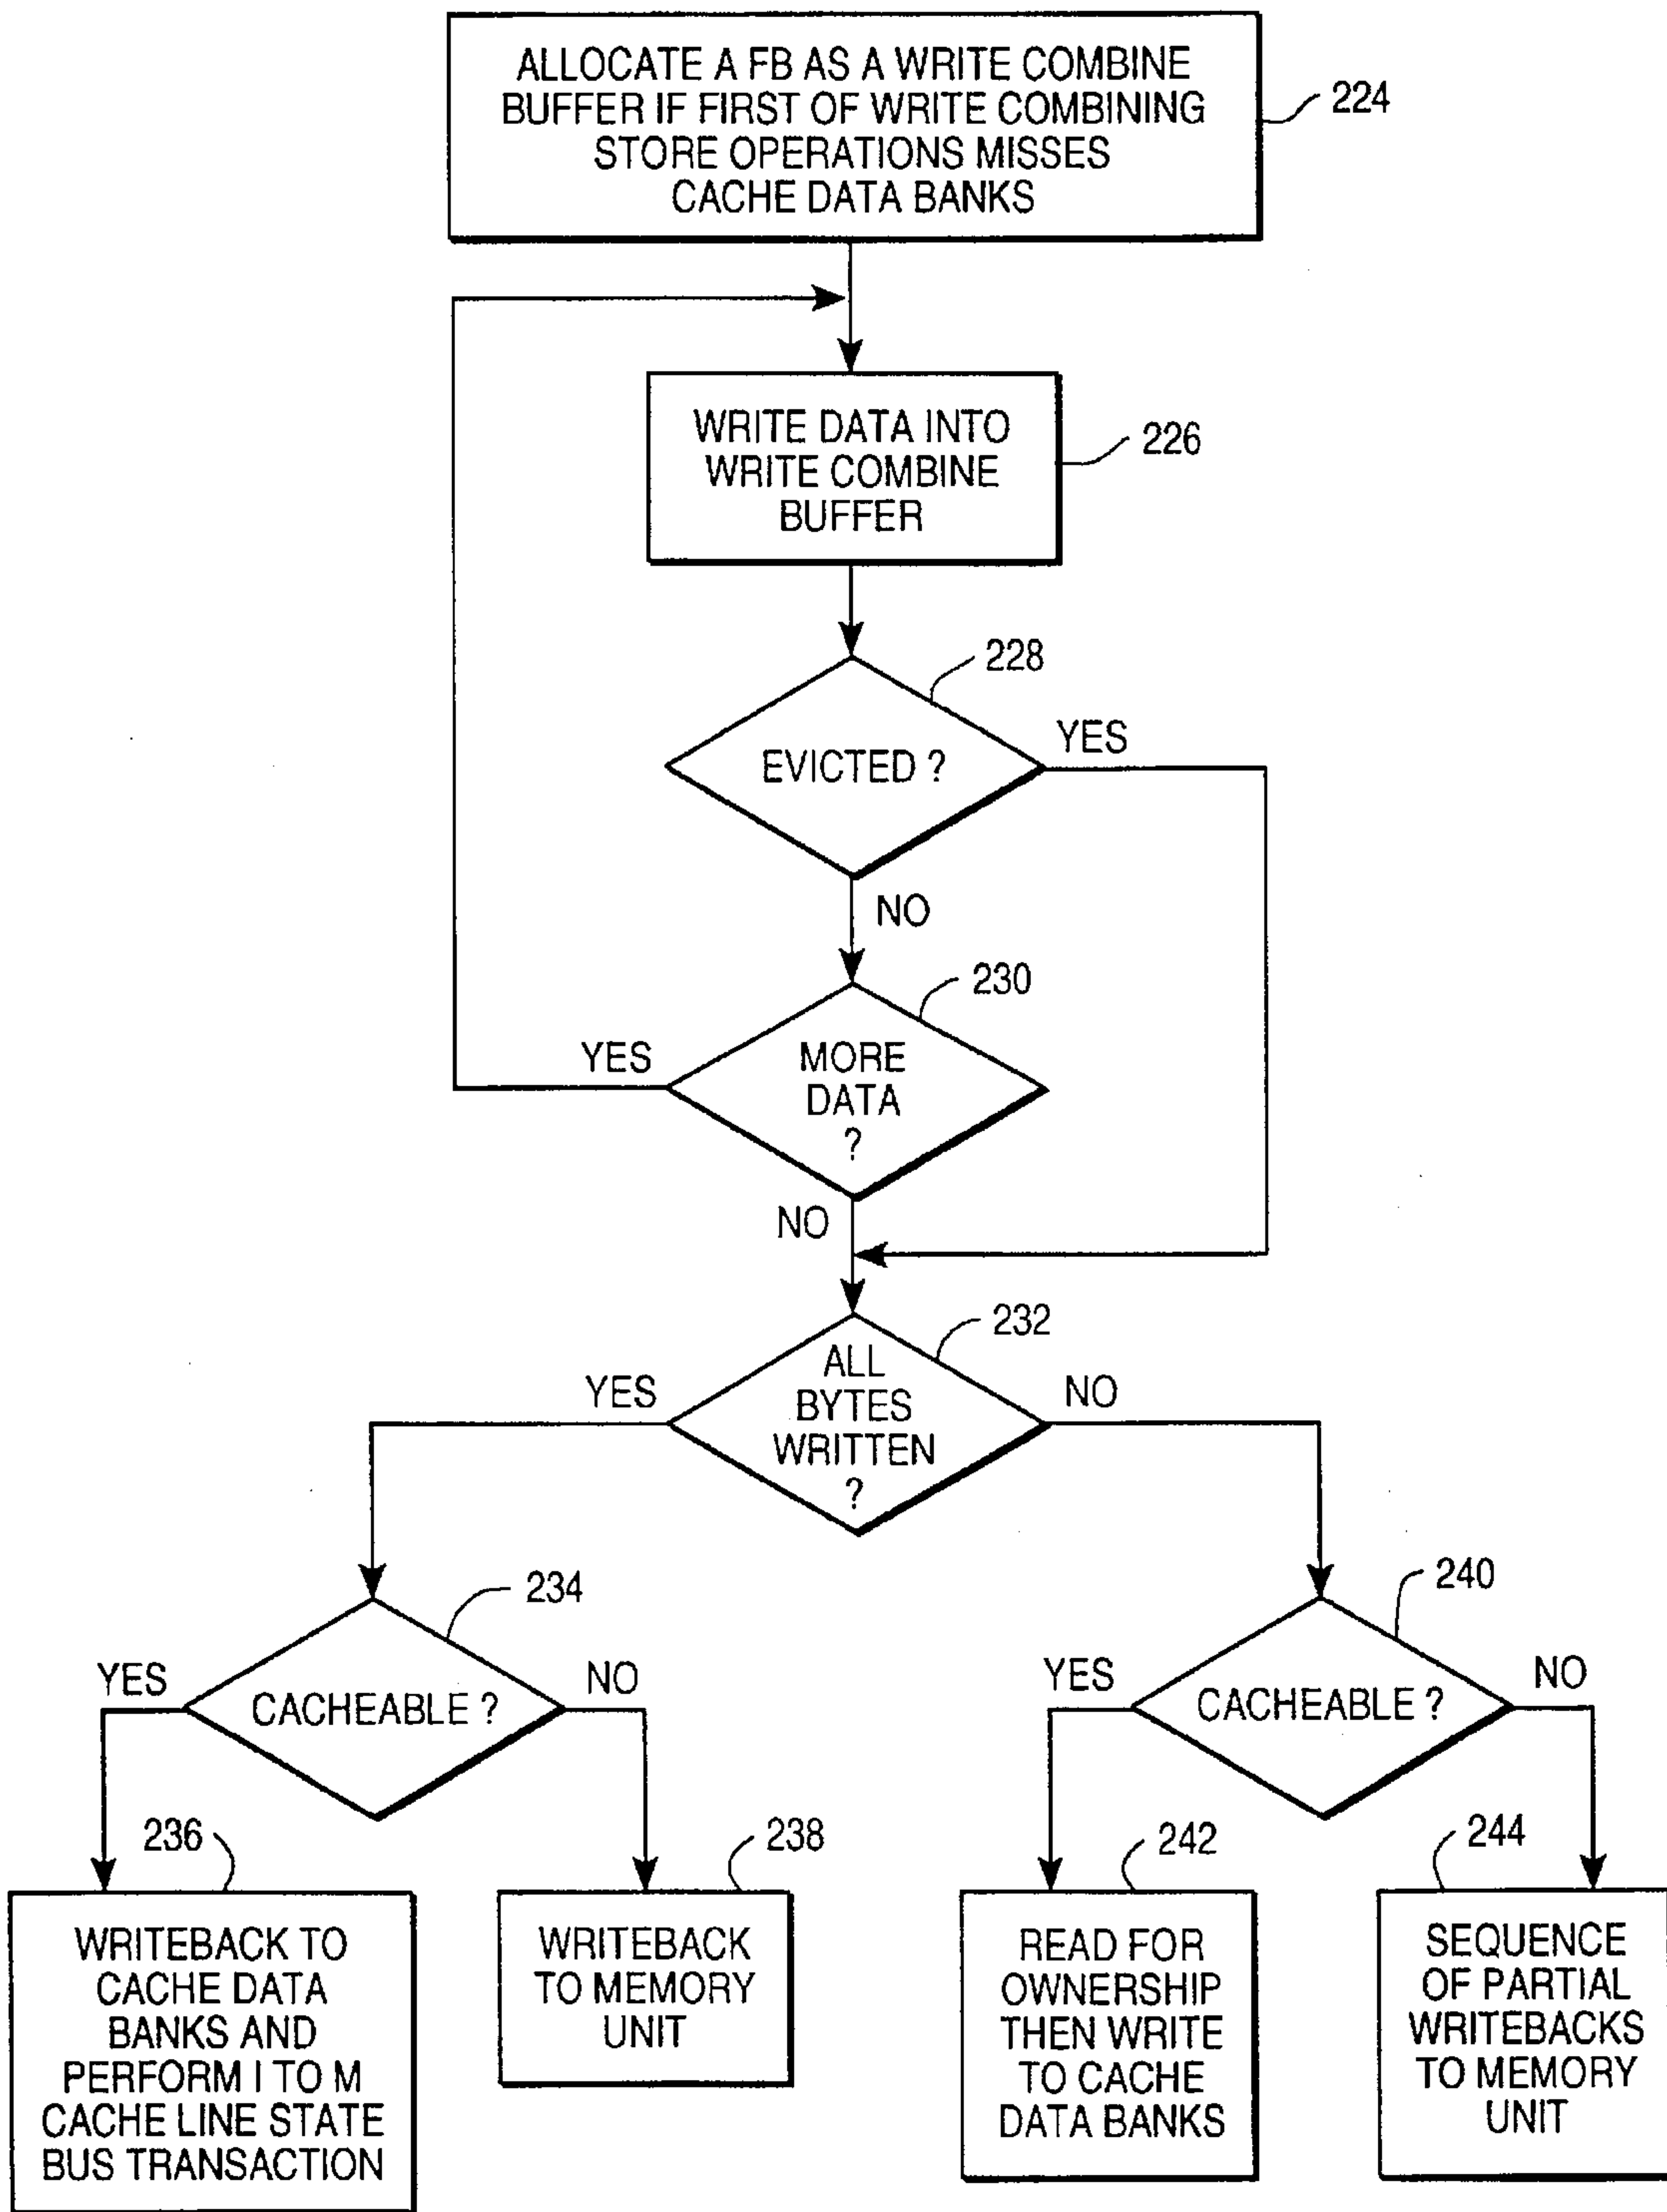 ALLOCATE A FB AS A WRITE COMBINE
BUFFER IF FIRST OF WRITE COMBINING
STORE OPERATIONS MISSES
CACHE DATA BANKS
224
WRITE DATA INTO
WRITE COMBINE
BUFFER
226
228
EVICTED ?
YES
NO
230
MORE
DATA
?
YES
NO
232
ALL
BYTES
WRITTEN
?
YES
NO
234
CACHEABLE ?
YES
NO
240
CACHEABLE ?
YES
NO
236
WRITEBACK TO
CACHE DATA
BANKS AND
PERFORM I TO M
CACHE LINE STATE
BUS TRANSACTION
238
WRITEBACK
TO MEMORY
UNIT
242
READ FOR
OWNERSHIP
THEN WRITE
TO CACHE
DATA BANKS
244
SEQUENCE
OF PARTIAL
WRITEBACKS
TO MEMORY
UNIT